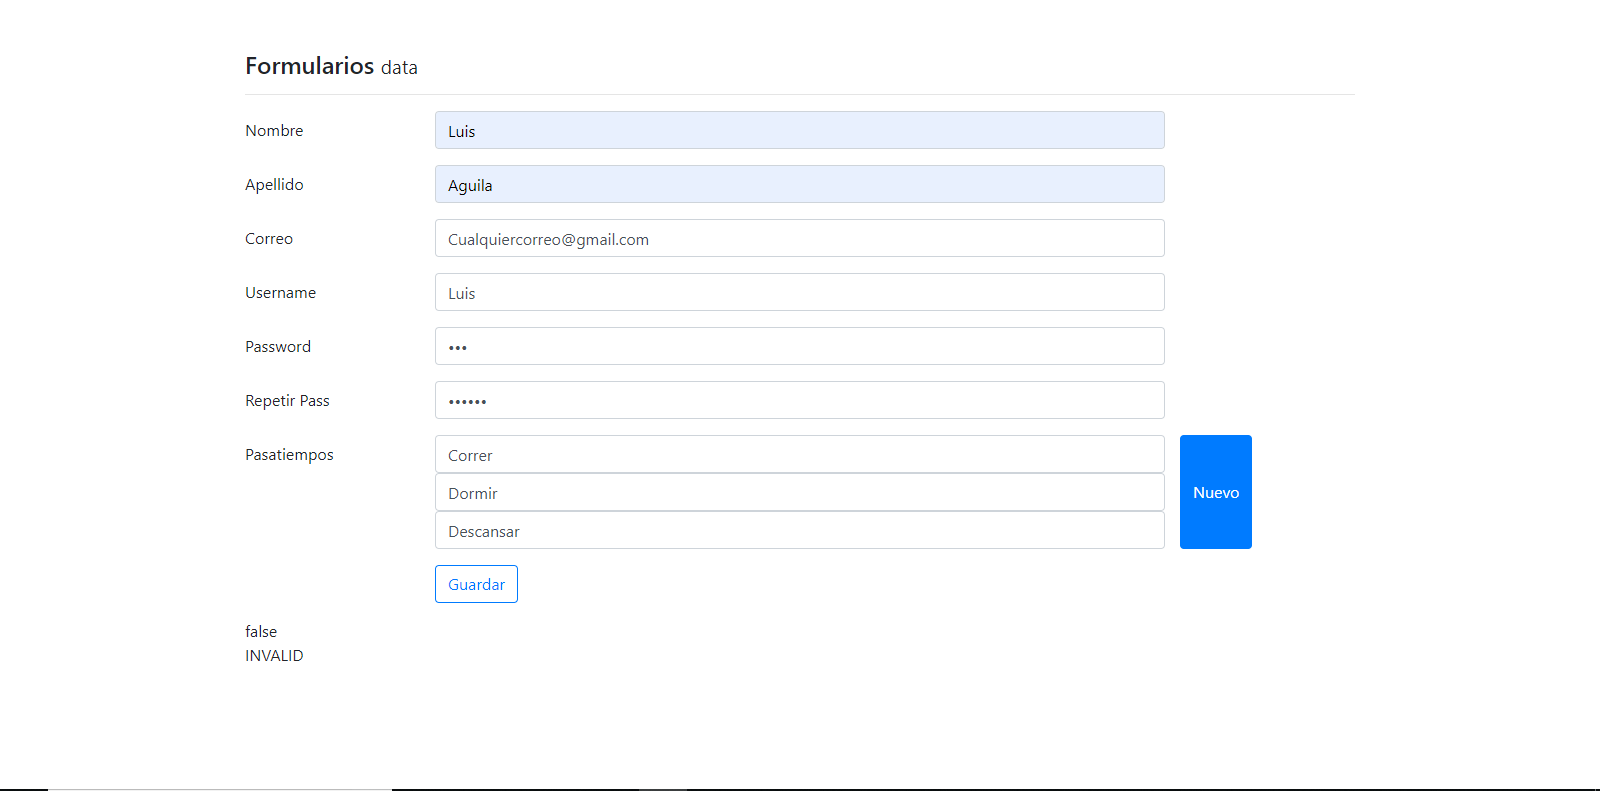 Formularios data
Nombre
Luis
Apellido
Aguila
Correo
Cualquiercorreo@gmail.com
Username
Luis
Password
•••
Repetir Pass
••••••
Pasatiempos
Correr
Dormir
Descansar
Nuevo
Guardar
false
INVALID